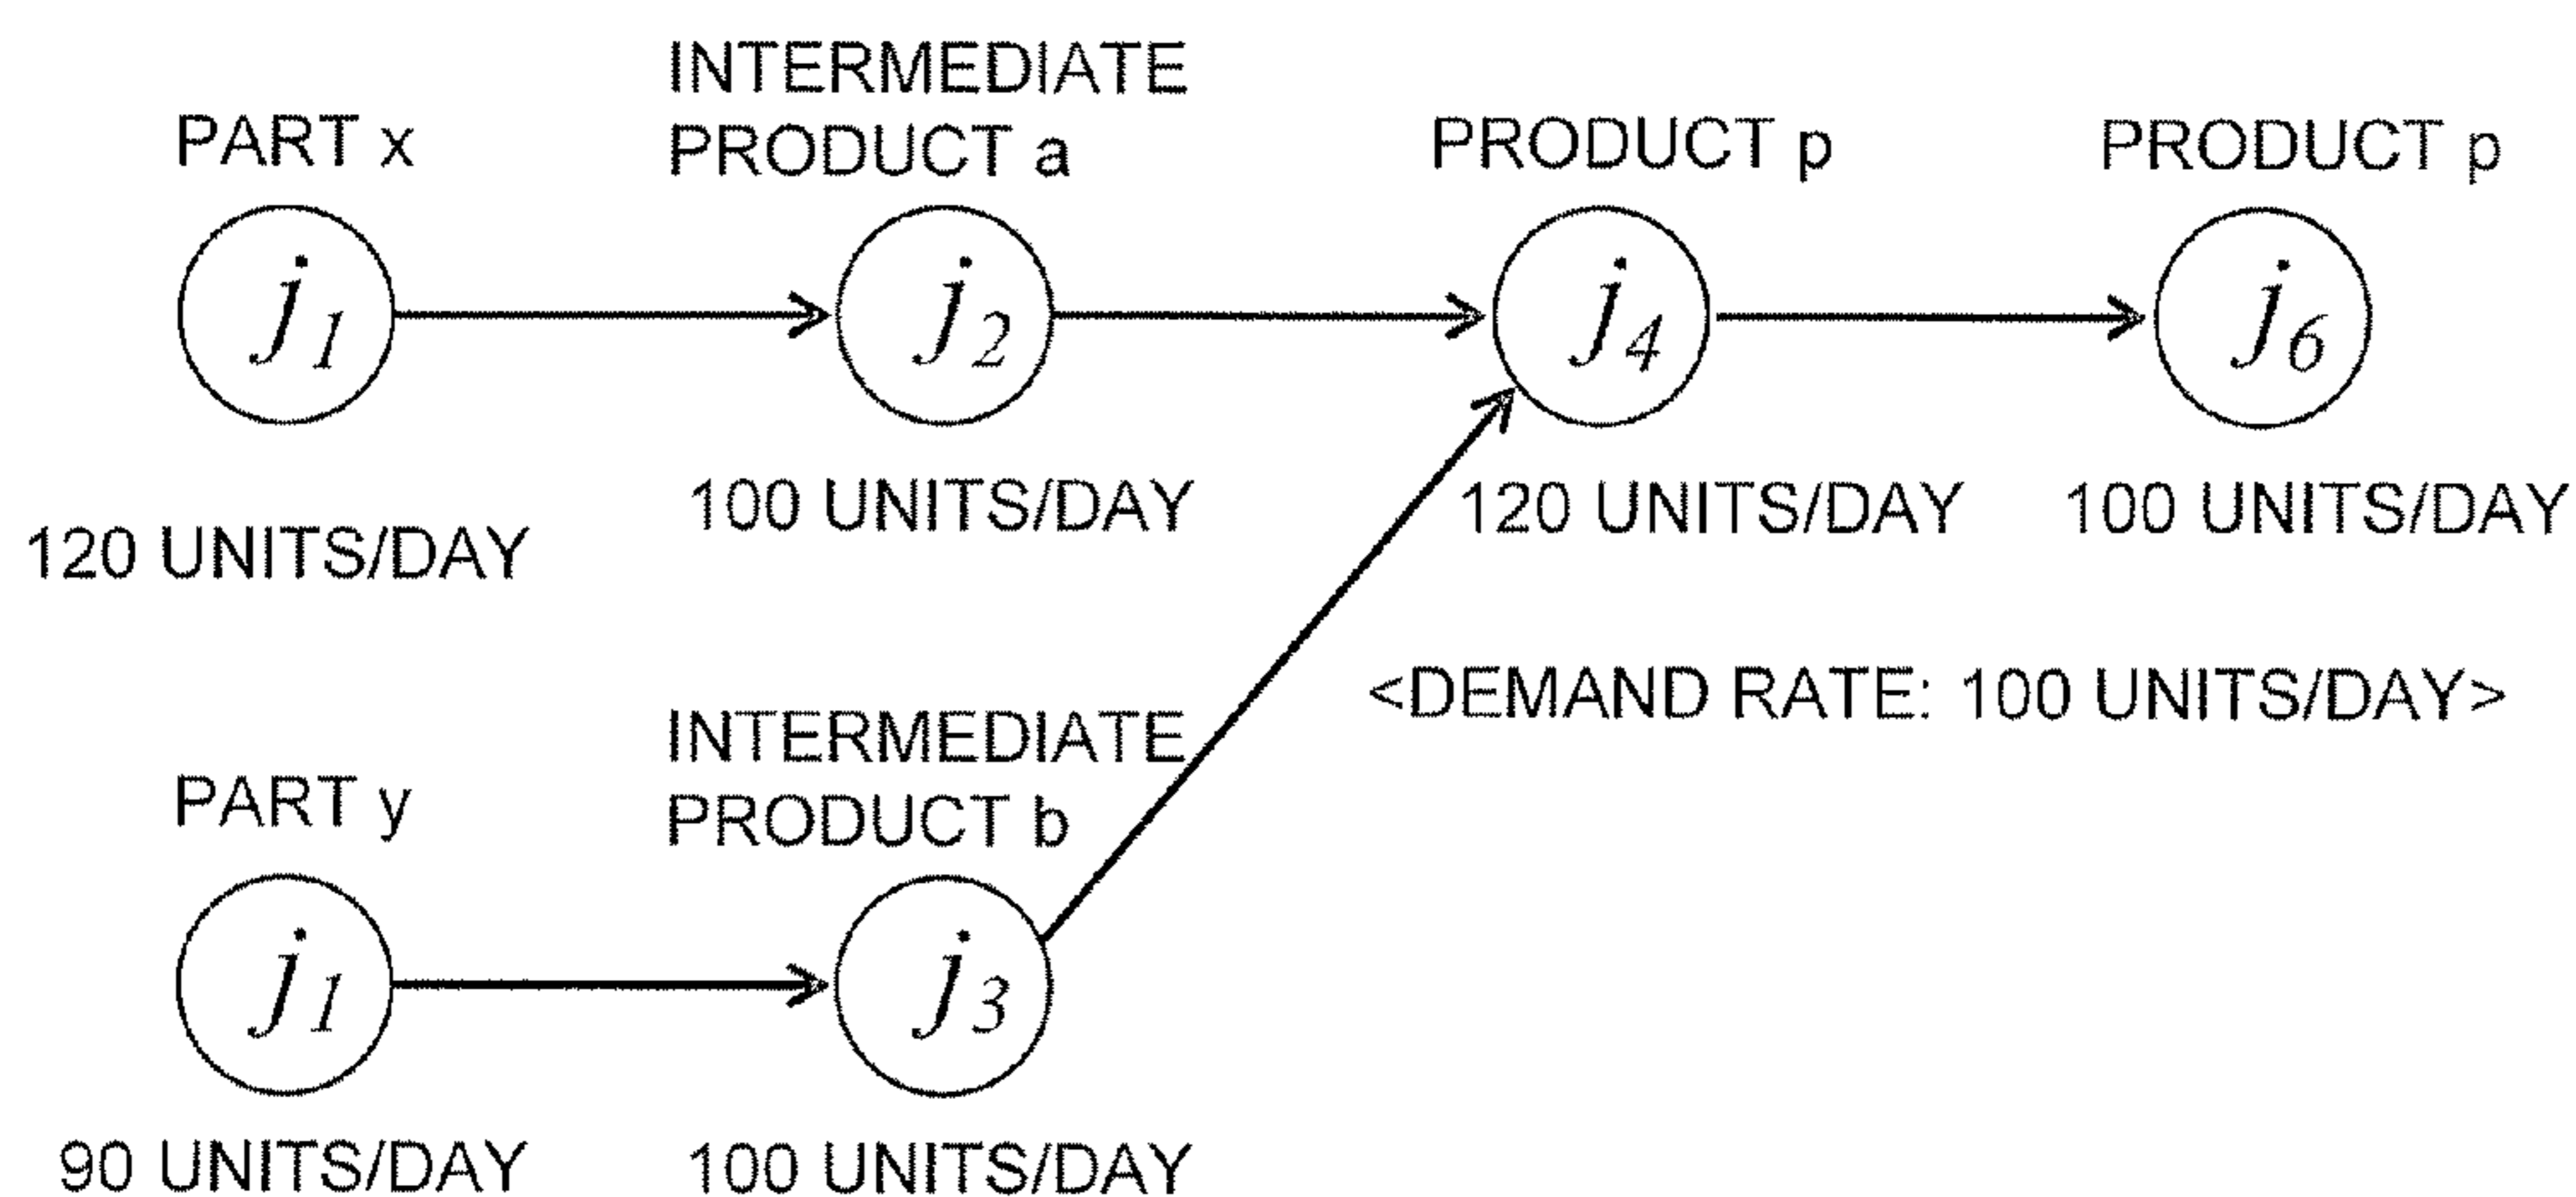 PART x
INTERMEDIATE
PRODUCT a
PRODUCT p
PRODUCT p
j1
j2
j4
j6
120 UNITS/DAY
100 UNITS/DAY
120 UNITS/DAY
100 UNITS/DAY
<DEMAND RATE: 100 UNITS/DAY>
PART y
INTERMEDIATE
PRODUCT b
j1
j3
90 UNITS/DAY
100 UNITS/DAY